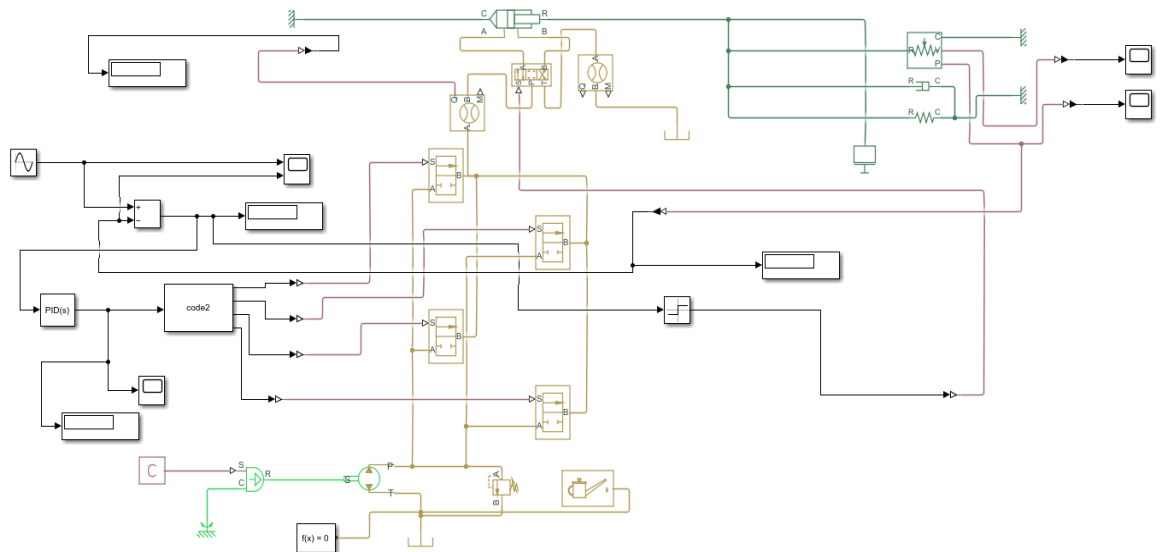 C R
A B
C
R V
P
A B
S P T
Q B M
A
Q B M
A
R C
R C
S
A B
+
−
S
A B
PID(s)
code2
S
A B
S
A B
C
S
C R
S
P
T
A
B
f(x) = 0